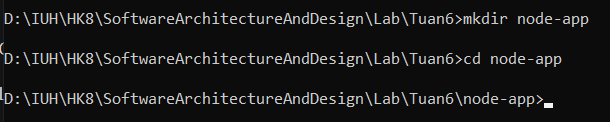 D:\IUH\HK8\SoftwareArchitectureAndDesign\Lab\Tuan6>mkdir node-app
D:\IUH\HK8\SoftwareArchitectureAndDesign\Lab\Tuan6>cd node-app
D:\IUH\HK8\SoftwareArchitectureAndDesign\Lab\Tuan6\node-app>